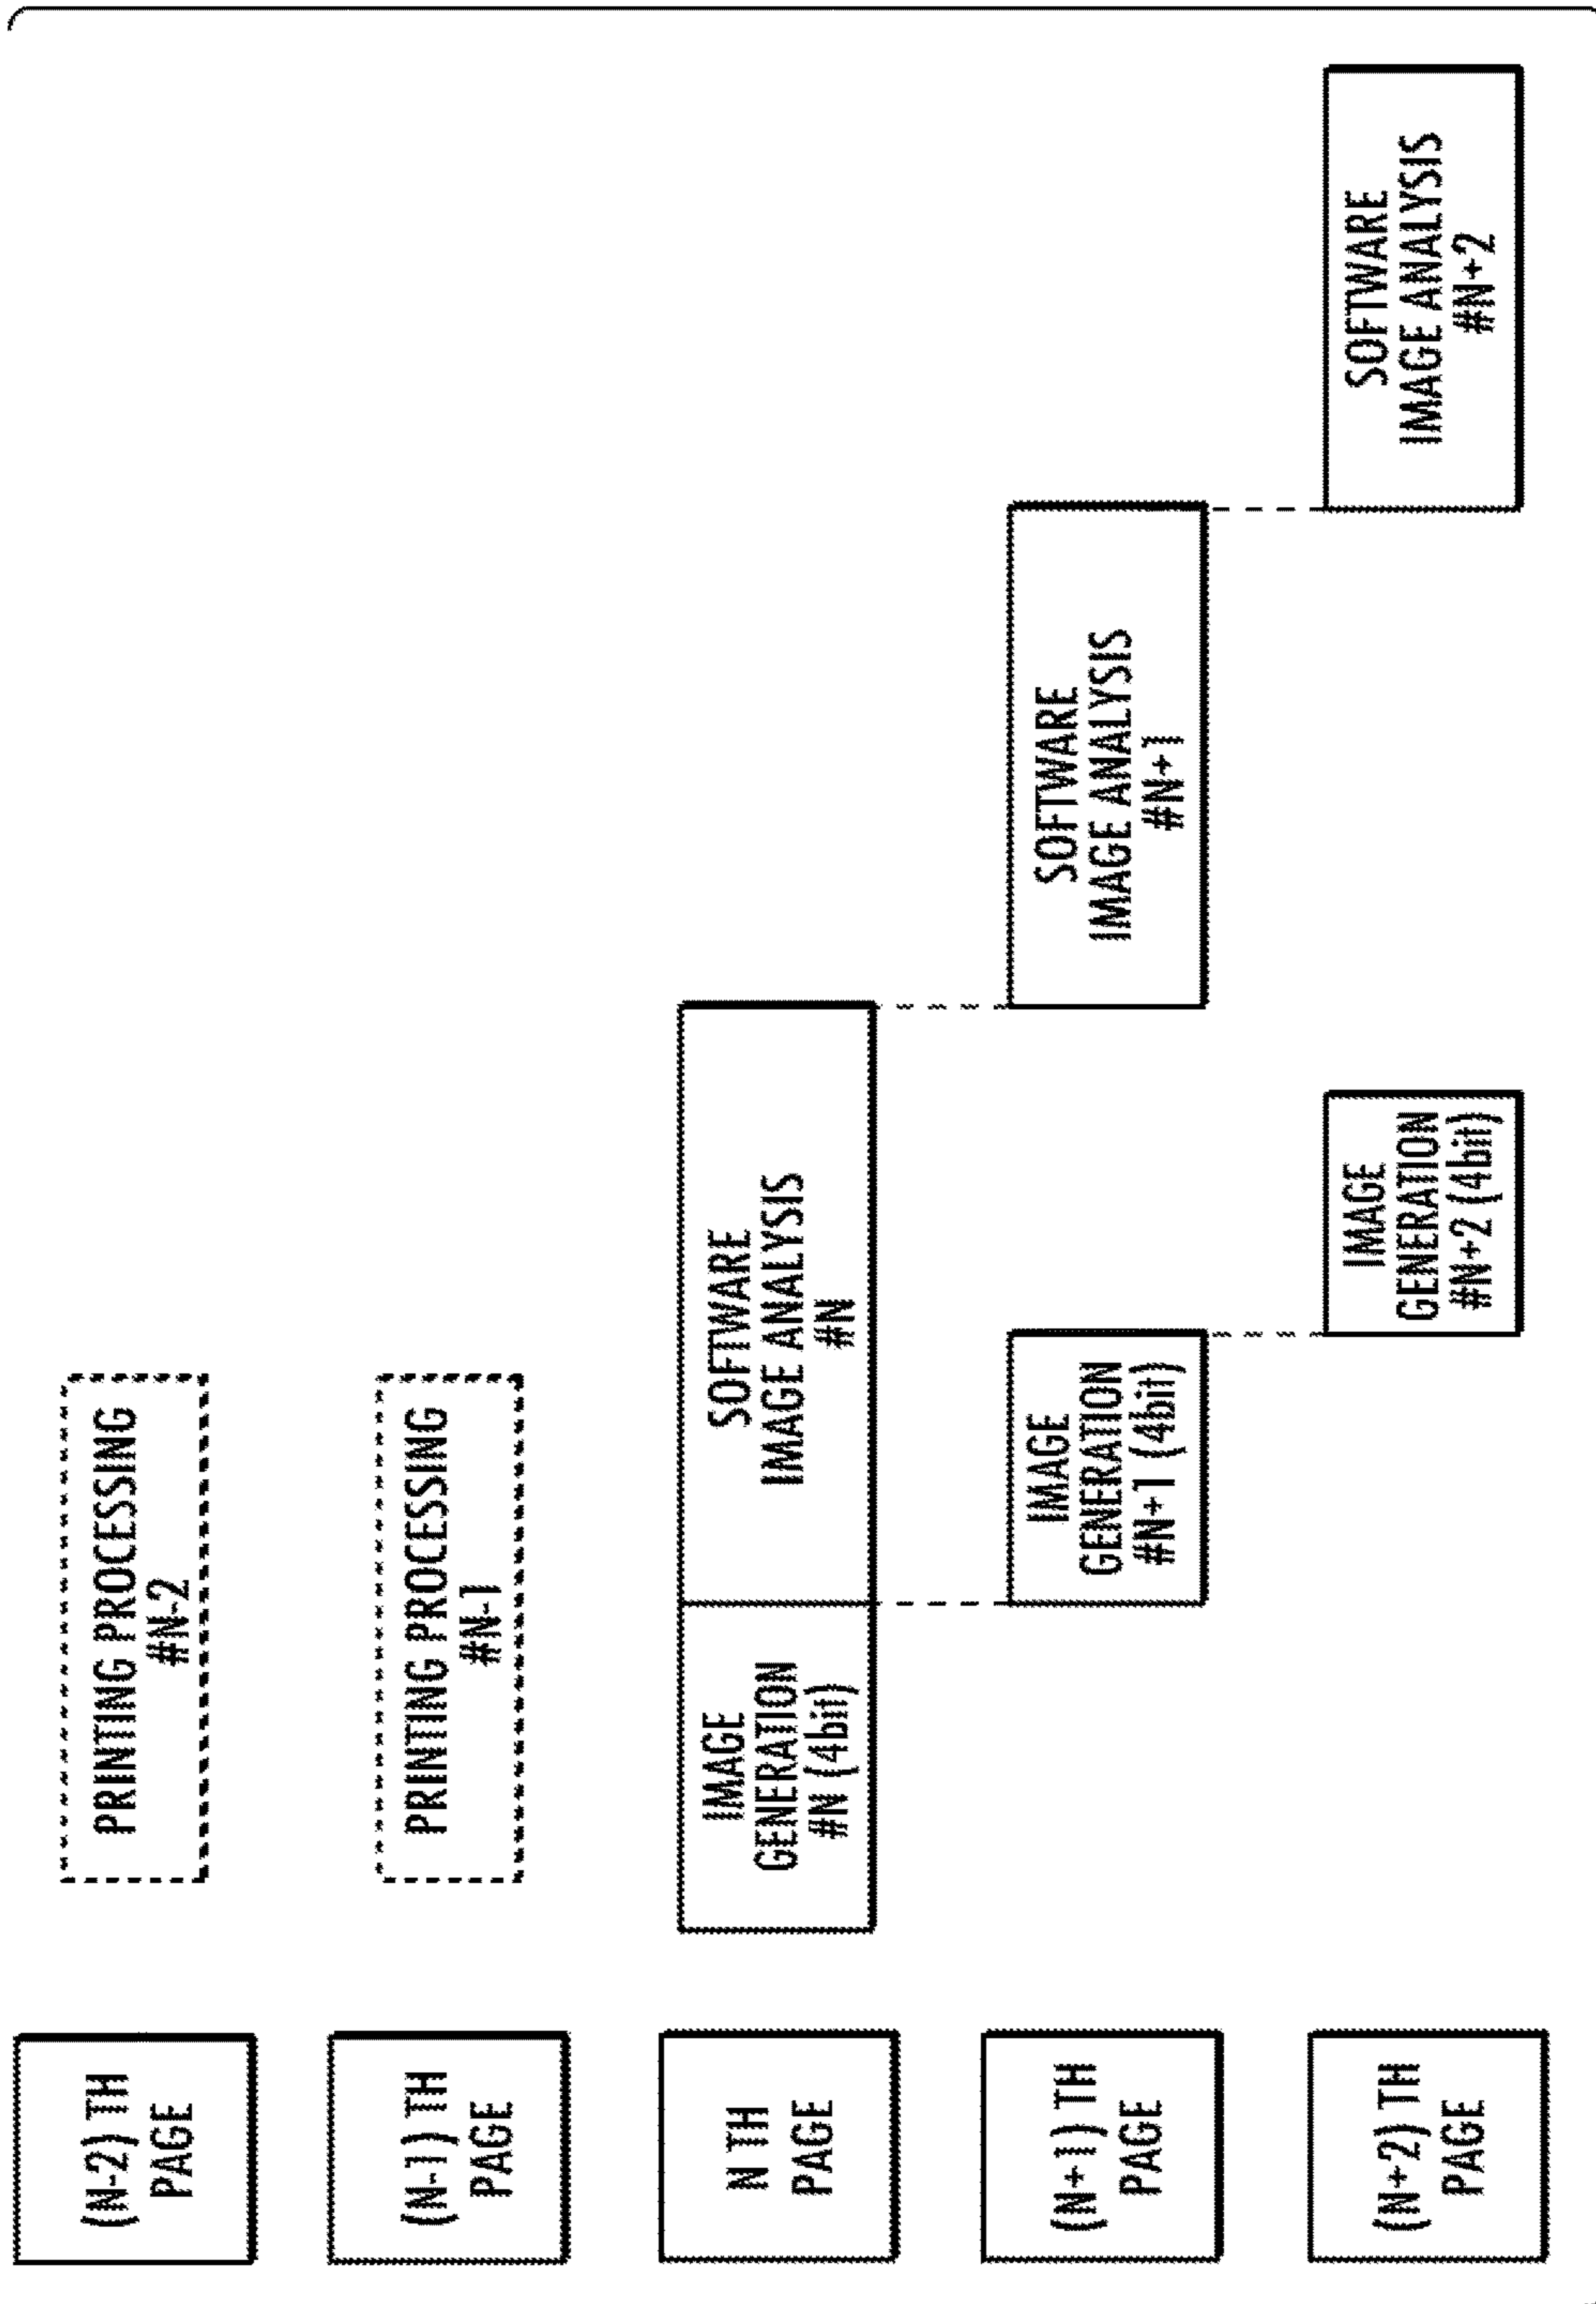 (N-2) TH
PAGE
PRINTING PROCESSING
#N-2
(N-1) TH
PAGE
PRINTING PROCESSING
#N-1
N TH
PAGE
IMAGE
GENERATION
#N (4bit)
SOFTWARE
IMAGE ANALYSIS
#N
(N+1) TH
PAGE
IMAGE
GENERATION
#N+1 (4bit)
SOFTWARE
IMAGE ANALYSIS
#N+1
(N+2) TH
PAGE
IMAGE
GENERATION
#N+2 (4bit)
SOFTWARE
IMAGE ANALYSIS
#N+2